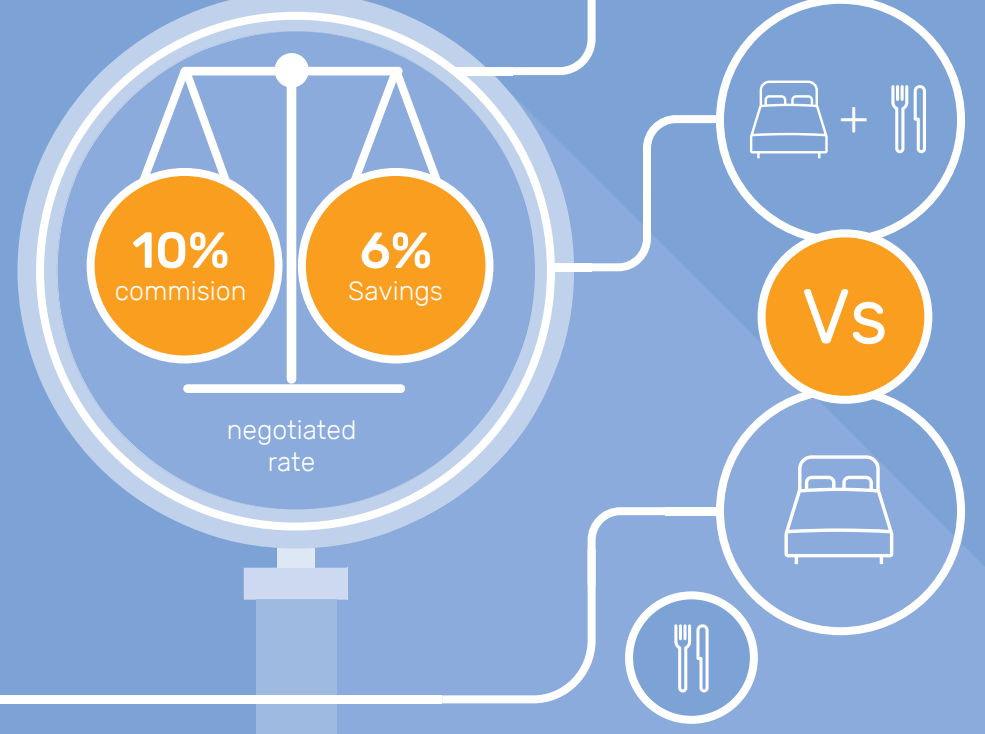 10%
commision
6%
Savings
negotiated
rate
+
Vs